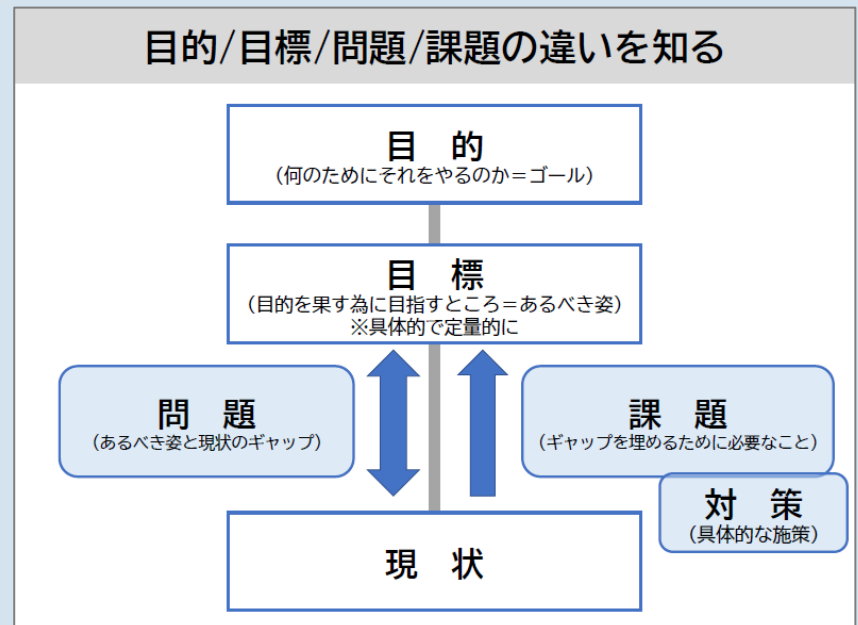 目的/目標/問題/課題の違いを知る
目　的
（何のためにそれをやるのか＝ゴール）
目　標
（目的を果す為に目指すところ＝あるべき姿）
※具体的で定量的に
問　題
（あるべき姿と現状のギャップ）
課　題
（ギャップを埋めるために必要なこと）
対　策
（具体的な施策）
現　状